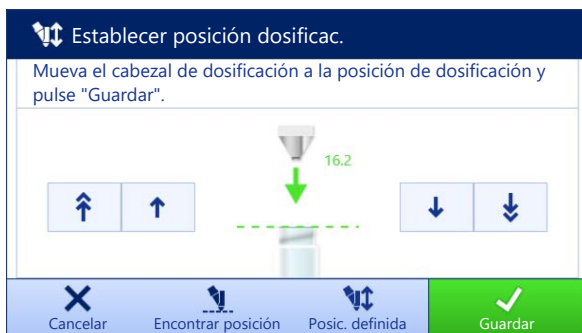 Establecer posición dosificac.
Mueva el cabezal de dosificación a la posición de dosificación y
pulse "Guardar".
16.2
Cancelar
Encontrar posición
Posic. definida
Guardar